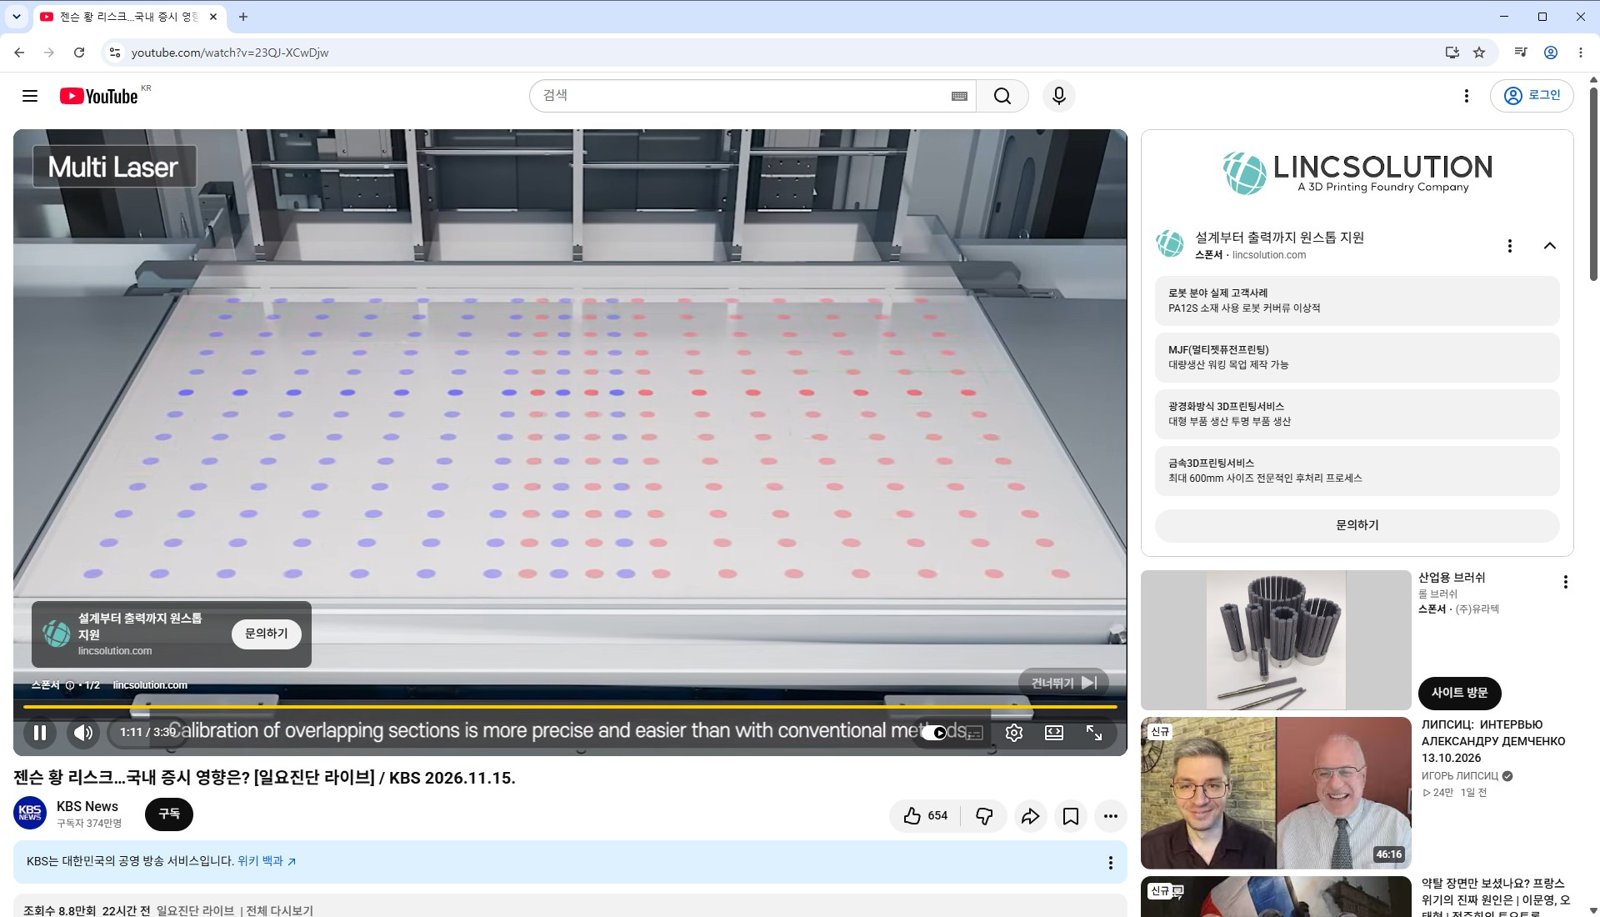 젠슨 황 리스크...국내 증시 영향
youtube.com/watch?v=23QJ-XCwDjw
YouTube KR
검색
로그인
Multi Laser
설계부터 출력까지 원스톱
지원
lincsolution.com
문의하기
스폰서 · 1/2 lincsolution.com
건너뛰기
1:11 / 3:39
Calibration of overlapping sections is more precise and easier than with conventional methods.
젠슨 황 리스크...국내 증시 영향은? [일요진단 라이브] / KBS 2026.11.15.
KBS NEWS
KBS News
구독자 374만명
구독
654
KBS는 대한민국의 공영 방송 서비스입니다. 위키 백과
조회수 8.8만회 22시간 전 일요진단 라이브 | 전체 다시보기
LINCSOLUTION
A 3D Printing Foundry Company
설계부터 출력까지 원스톱 지원
스폰서 · lincsolution.com
로봇 분야 실제 고객사례
PA12S 소재 사용 로봇 커버류 이상적
MJF(멀티젯퓨전프린팅)
대량생산 워킹 목업 제작 가능
광경화방식 3D프린팅서비스
대형 부품 생산 투명 부품 생산
금속3D프린팅서비스
최대 600mm 사이즈 전문적인 후처리 프로세스
문의하기
산업용 브러쉬
롤 브러쉬
스폰서 · (주)유라텍
사이트 방문
신규
46:16
ЛИПСИЦ: ИНТЕРВЬЮ
АЛЕКСАНДРУ ДЕМЧЕНКО
13.10.2026
ИГОРЬ ЛИПСИЦ
24만 1일 전
신규
약탈 장면만 보셨나요? 프랑스
위기의 진짜 원인은 | 이문영, 오